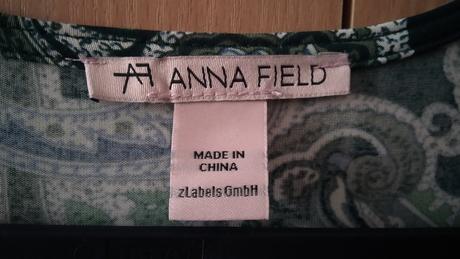 AF ANNA FIELD
MADE IN
CHINA
zLabels GmbH